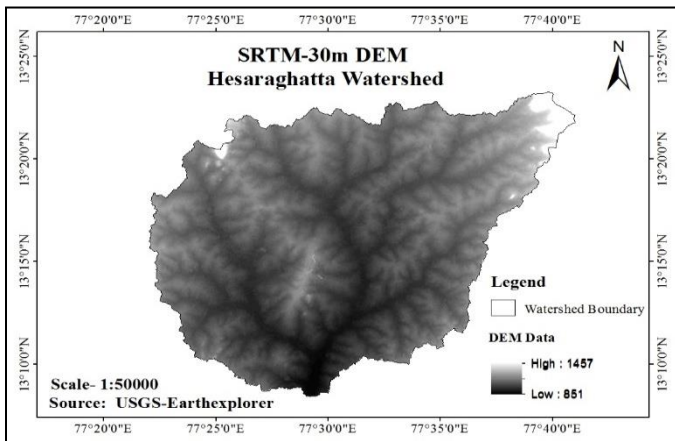 77°20'0"E 77°25'0"E 77°30'0"E 77°35'0"E 77°40'0"E
SRTM-30m DEM
Hesaraghatta Watershed
N
13°25'0"N 13°25'0"N
13°20'0"N 13°20'0"N
13°15'0"N 13°15'0"N
13°10'0"N 13°10'0"N
Legend
Watershed Boundary
DEM Data
High : 1457
Low : 851
Scale- 1:50000
Source: USGS-Earthexplorer
77°20'0"E 77°25'0"E 77°30'0"E 77°35'0"E 77°40'0"E